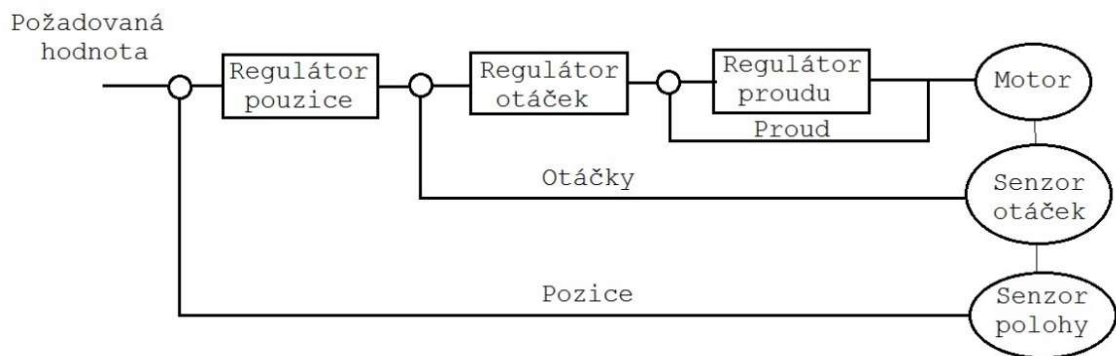 Požadovaná
hodnota
Regulátor
pouzice
Regulátor
otáček
Regulátor
proudu
Motor
Proud
Otáčky
Senzor
otáček
Pozice
Senzor
polohy